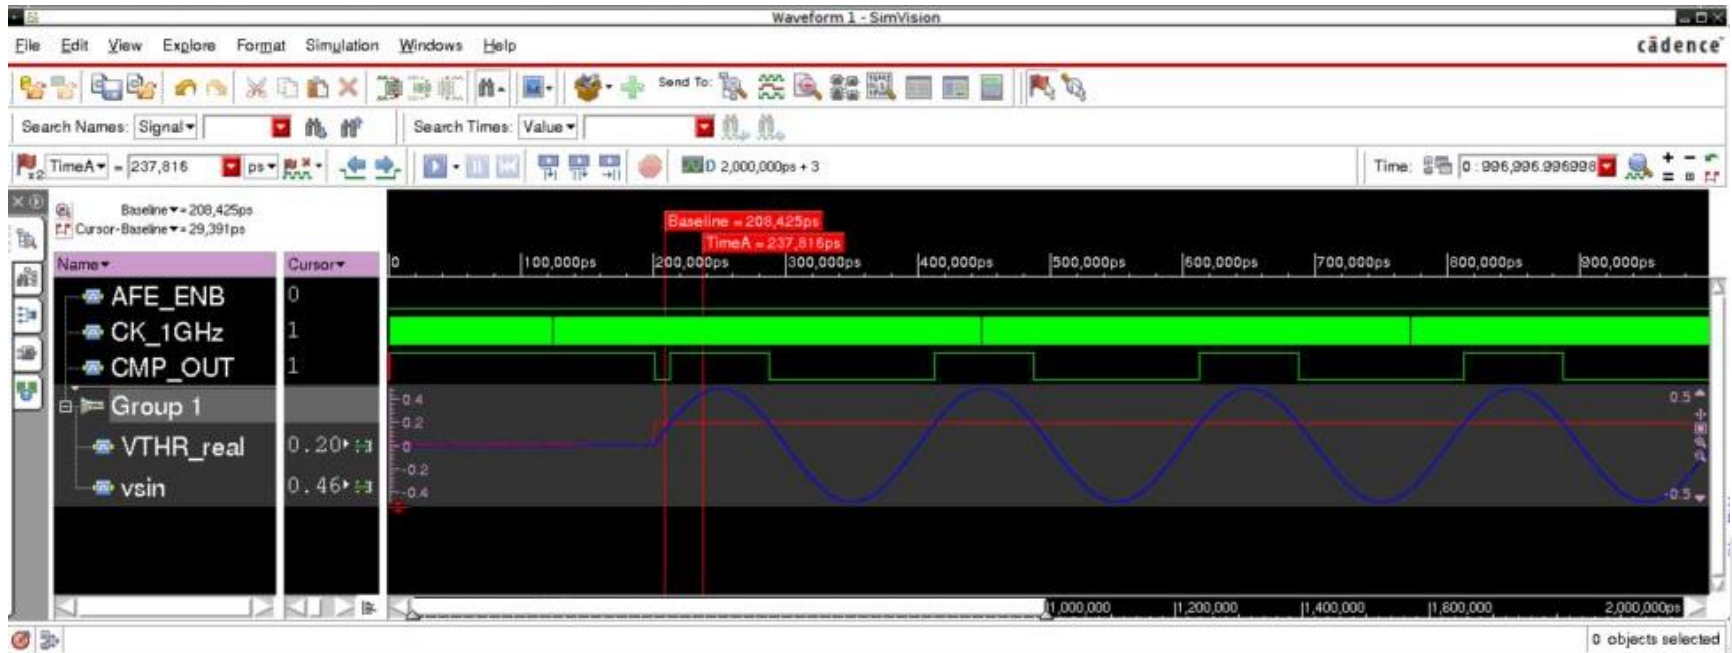 Waveform 1 - SimVision
File Edit View Explore Format Simulation Windows Help cādence
Send To:
Search Names: Signal Search Times: Value
x2 TimeA = 237,816 ps D 2,000,000ps + 3 Time: 0 : 996,996.996998
Baseline = 208,425ps
Cursor-Baseline = 29,391ps
Baseline = 208,425ps
TimeA = 237,816ps
Name Cursor 0 100,000ps 200,000ps 300,000ps 400,000ps 500,000ps 600,000ps 700,000ps 800,000ps 900,000ps
AFE_ENB 0
CK_1GHz 1
CMP_OUT 1
Group 1 0.4 0.5
0.2
VTHR_real 0.20 0
-0.2
vsin 0.46 -0.4 -0.5
1,000,000 1,200,000 1,400,000 1,600,000 2,000,000ps
0 objects selected